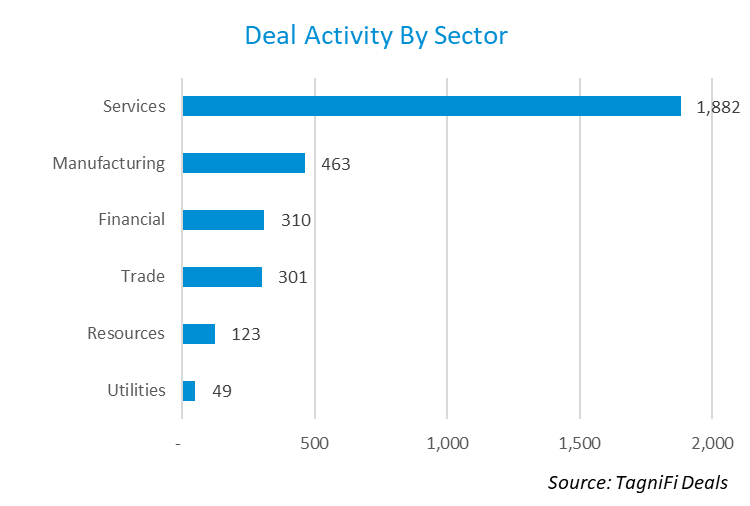 Deal Activity By Sector
Services 1,882
Manufacturing 463
Financial 310
Trade 301
Resources 123
Utilities 49
- 500 1,000 1,500 2,000
Source: TagniFi Deals